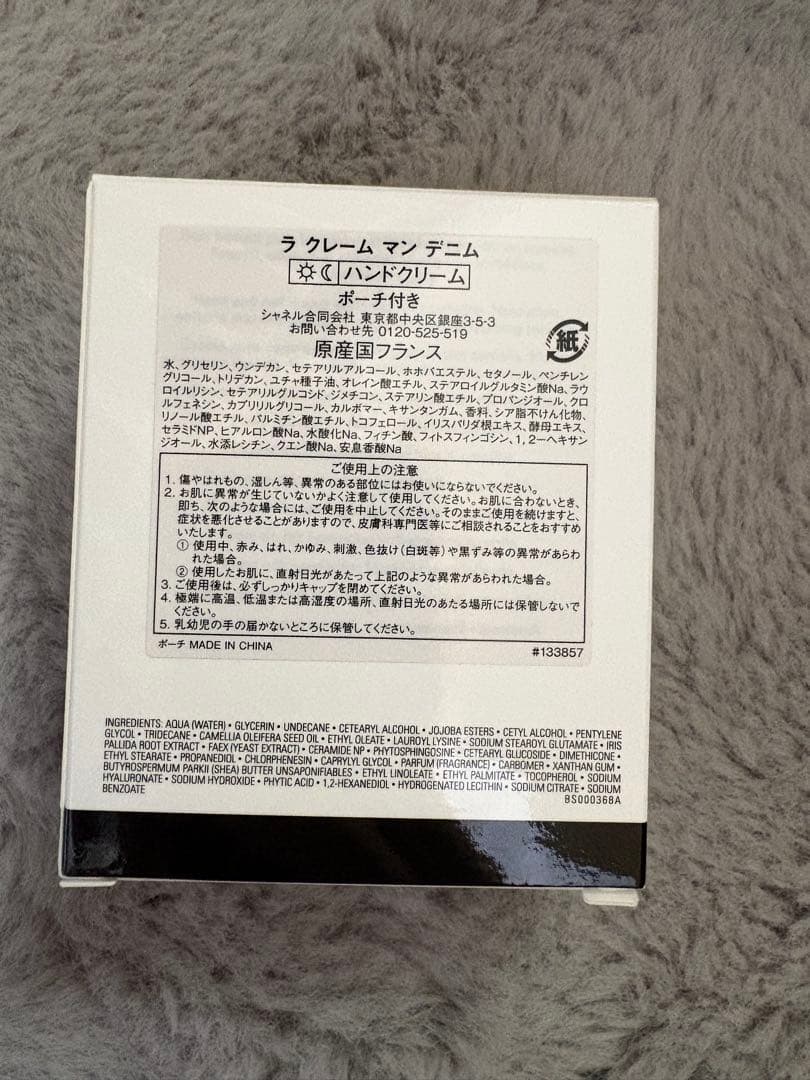 ラ クレーム マン デニム
ハンドクリーム
ポーチ付き
シャネル合同会社 東京都中央区銀座3-5-3
お問い合わせ先 0120-525-519
紙
原産国フランス
水、グリセリン、ウンデカン、セテアリルアルコール、ホホバエステル、セタノール、ペンチレン
グリコール、トリデカン、ユチャ種子油、オレイン酸エチル、ステアロイルグルタミン酸Na、ラウ
ロイルリシン、セテアリルグルコシド、ジメチコン、ステアリン酸エチル、プロパンジオール、クロ
ルフェネシン、カプリリルグリコール、カルボマー、キサンタンガム、香料、シア脂不けん化物、
リノール酸エチル、パルミチン酸エチル、トコフェロール、イリスパリダ根エキス、酵母エキス、
セラミドNP、ヒアルロン酸Na、水酸化Na、フィチン酸、フィトスフィンゴシン、1,2-ヘキサン
ジオール、水添レシチン、クエン酸Na、安息香酸Na
ご使用上の注意
1. 傷やはれもの、湿しん等、異常のある部位にはお使いにならないでください。
2. お肌に異常が生じていないかよく注意して使用してください。お肌に合わないとき、
即ち、次のような場合には、ご使用を中止してください。そのままご使用を続けますと、
症状を悪化させることがありますので、皮膚科専門医等にご相談されることをおすすめ
いたします。
① 使用中、赤み、はれ、かゆみ、刺激、色抜け(白斑等)や黒ずみ等の異常があらわ
れた場合。
② 使用したお肌に、直射日光があたって上記のような異常があらわれた場合。
3. ご使用後は、必ずしっかりキャップを閉めてください。
4. 極端に高温、低温または高湿度の場所、直射日光のあたる場所には保管しないで
ください。
5. 乳幼児の手の届かないところに保管してください。
ポーチ MADE IN CHINA
#133857
INGREDIENTS: AQUA (WATER) • GLYCERIN • UNDECANE • CETEARYL ALCOHOL • JOJOBA ESTERS • CETYL ALCOHOL • PENTYLENE
GLYCOL • TRIDECANE • CAMELLIA OLEIFERA SEED OIL • ETHYL OLEATE • LAUROYL LYSINE • SODIUM STEAROYL GLUTAMATE • IRIS
PALLIDA ROOT EXTRACT • FAEX (YEAST EXTRACT) • CERAMIDE NP • PHYTOSPHINGOSINE • CETEARYL GLUCOSIDE • DIMETHICONE •
ETHYL STEARATE • PROPANEDIOL • CHLORPHENESIN • CAPRYLYL GLYCOL • PARFUM (FRAGRANCE) • CARBOMER • XANTHAN GUM •
BUTYROSPERMUM PARKII (SHEA) BUTTER UNSAPONIFIABLES • ETHYL LINOLEATE • ETHYL PALMITATE • TOCOPHEROL • SODIUM
HYALURONATE • SODIUM HYDROXIDE • PHYTIC ACID • 1,2-HEXANEDIOL • HYDROGENATED LECITHIN • SODIUM CITRATE • SODIUM
BENZOATE
BS000368A